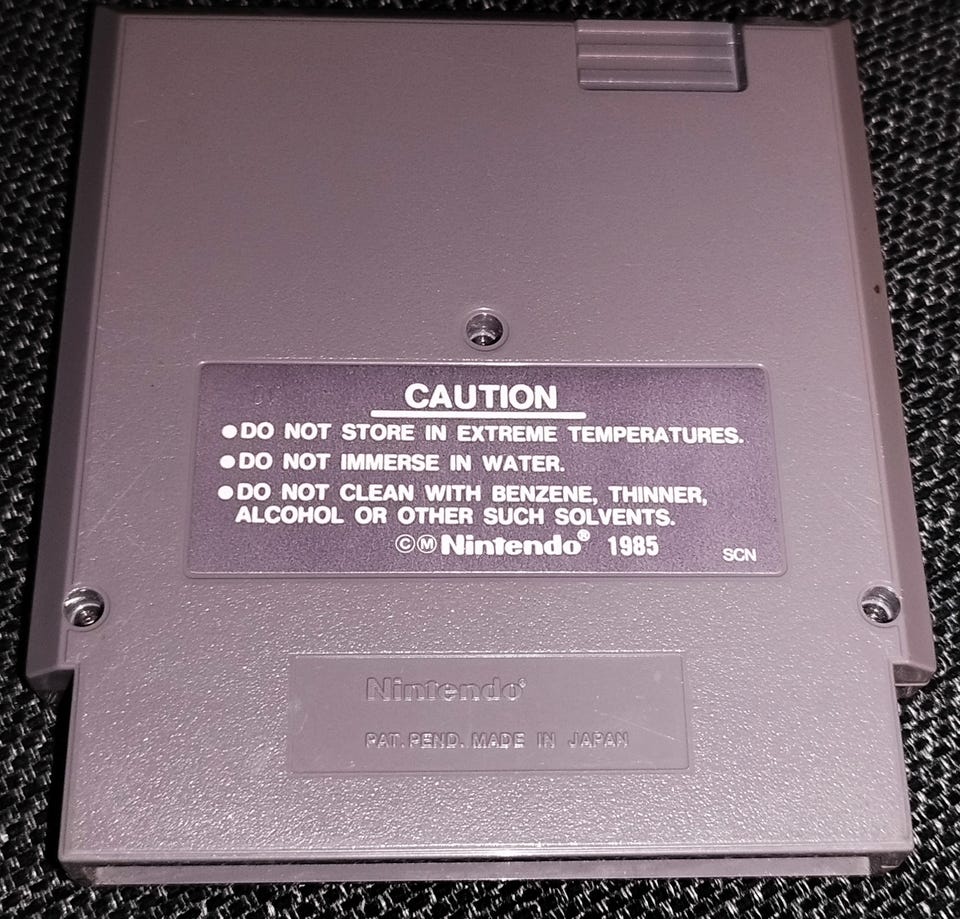 CAUTION
●DO NOT STORE IN EXTREME TEMPERATURES.
●DO NOT IMMERSE IN WATER.
●DO NOT CLEAN WITH BENZENE, THINNER,
ALCOHOL OR OTHER SUCH SOLVENTS.
©Ⓜ Nintendo® 1985
SCN
Nintendo®
PAT. PEND. MADE IN JAPAN